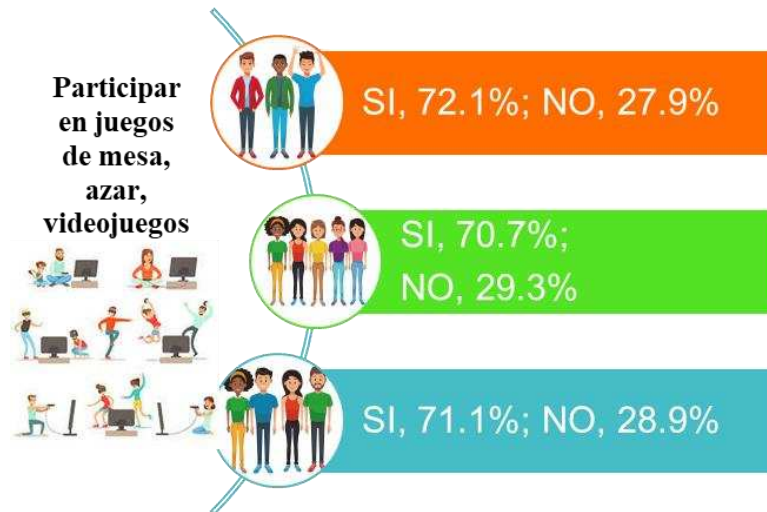 Participar
en juegos
de mesa,
azar,
videojuegos
SI, 72.1%; NO, 27.9%
SI, 70.7%;
NO, 29.3%
SI, 71.1%; NO, 28.9%